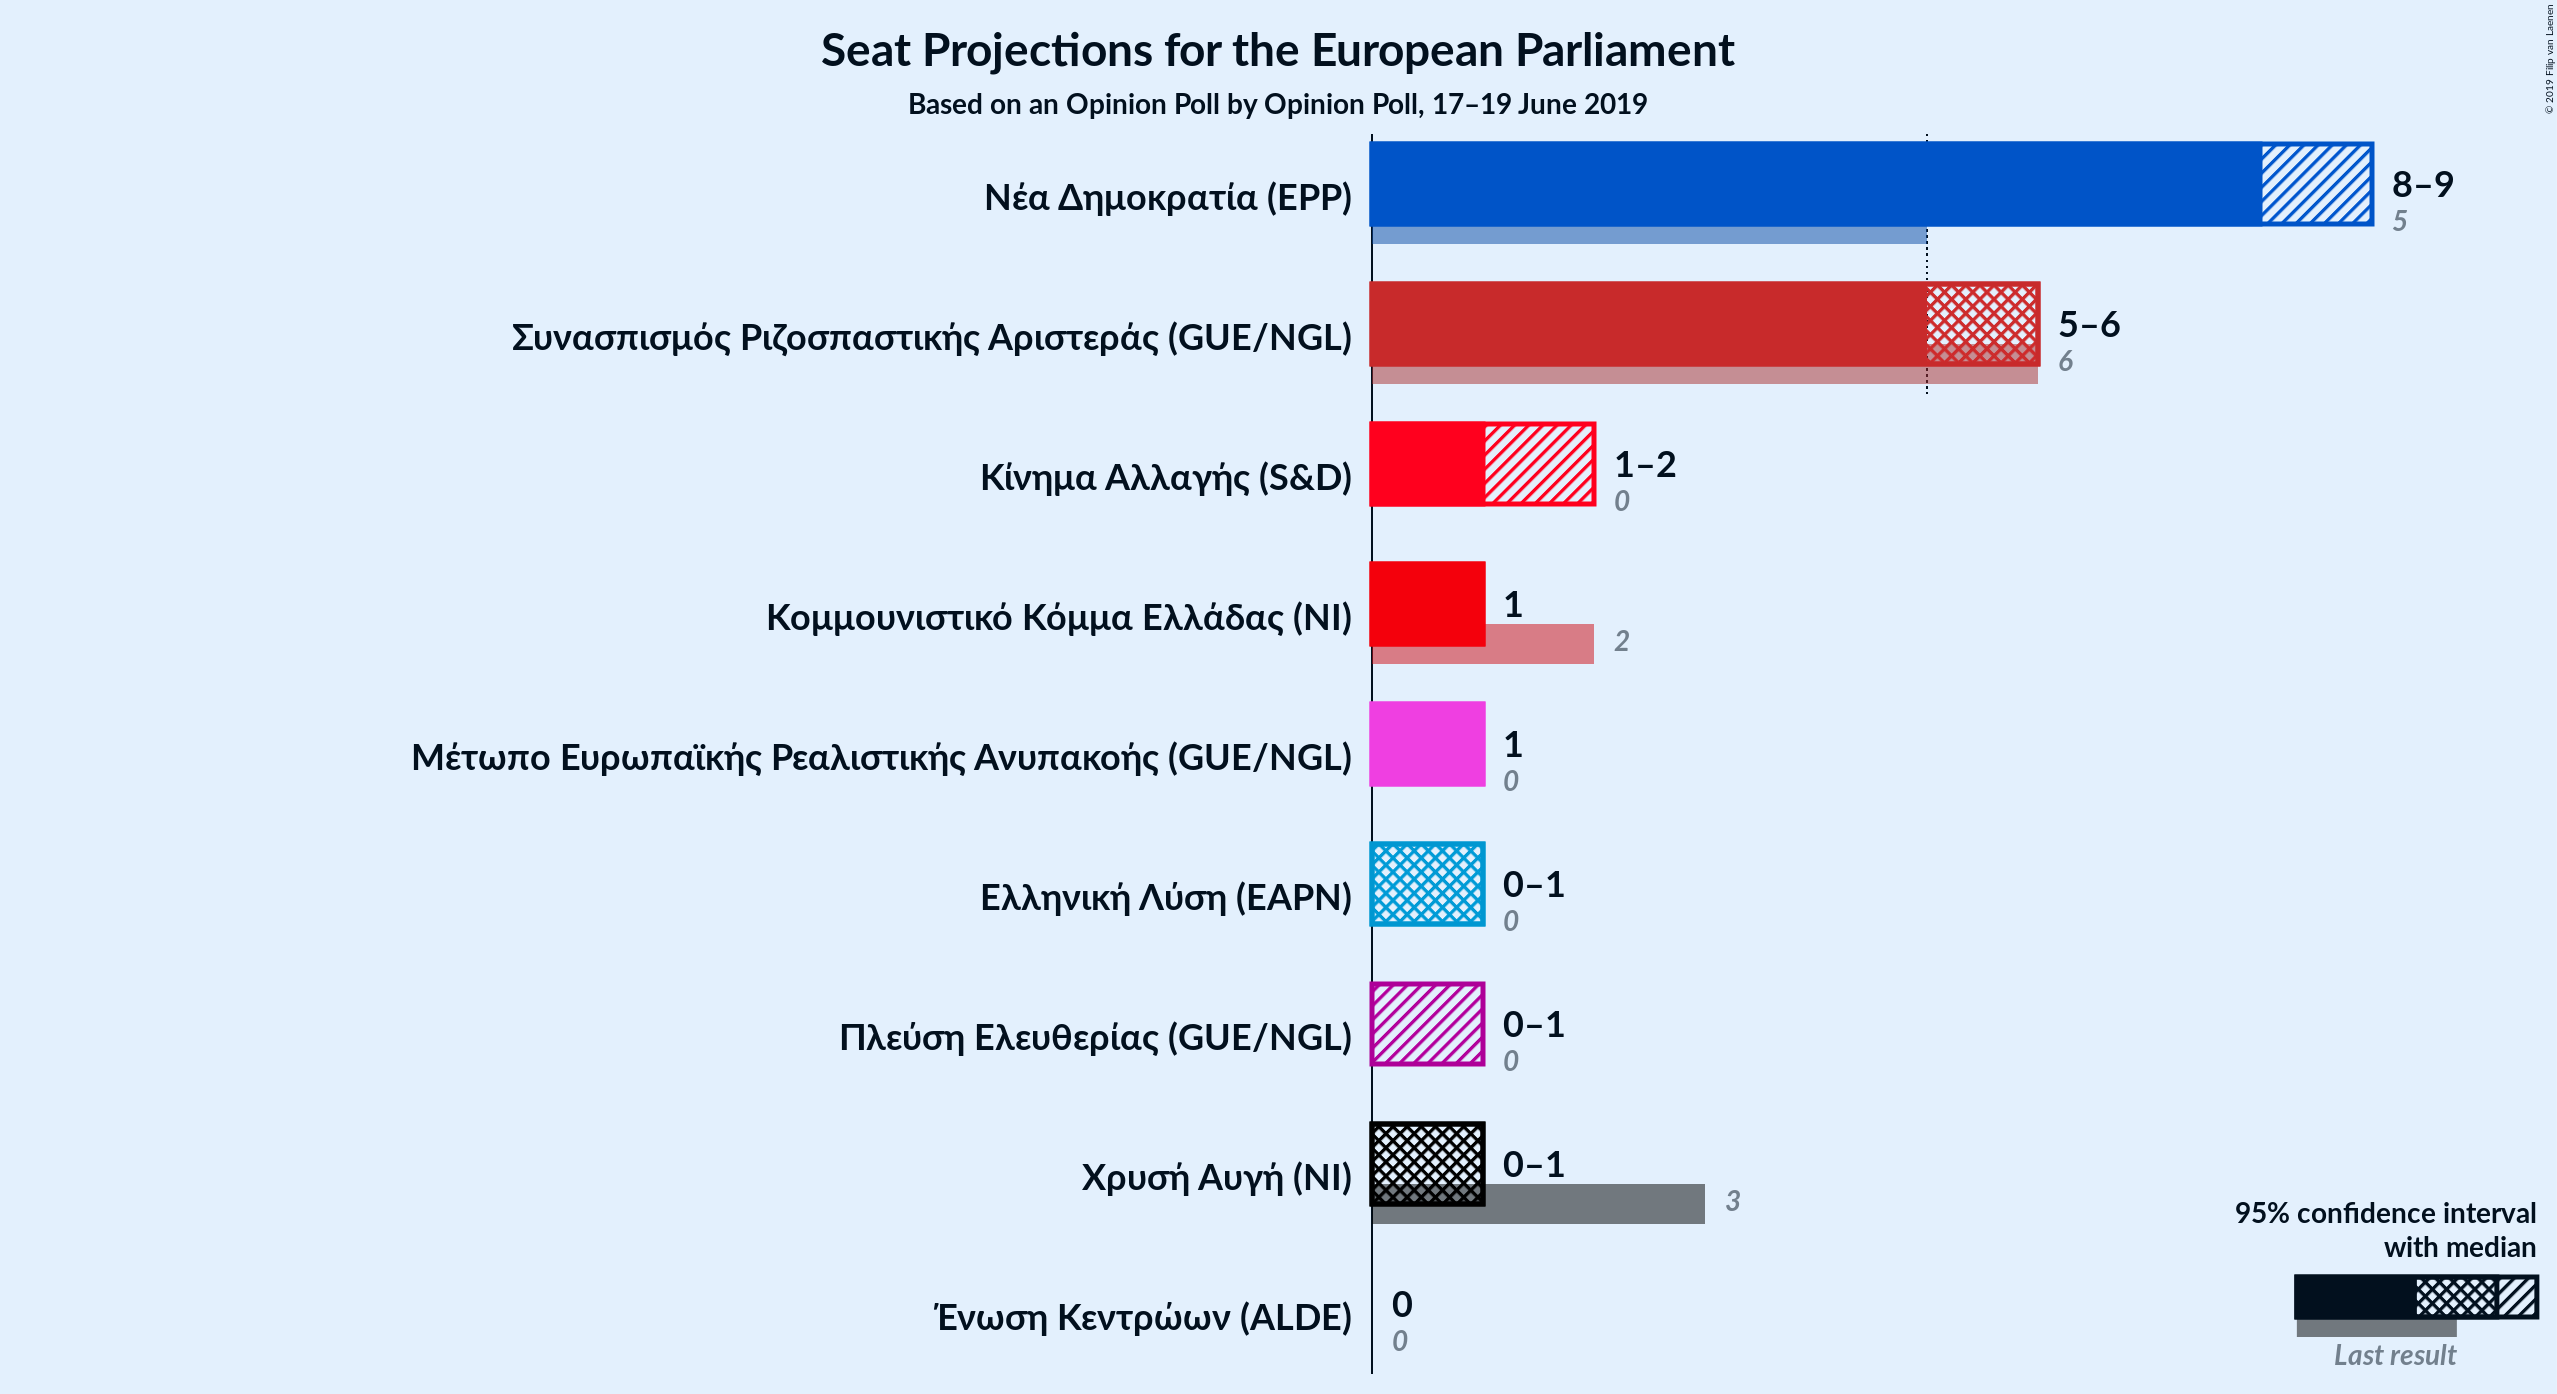 Seat Projections for the European Parliament
Based on an Opinion Poll by Opinion Poll, 17–19 June 2019
© 2019 Filip van Laenen
Νέα Δημοκρατία (EPP)
8–9
5
Συνασπισμός Ριζοσπαστικής Αριστεράς (GUE/NGL)
5–6
6
Κίνημα Αλλαγής (S&D)
1–2
0
Κομμουνιστικό Κόμμα Ελλάδας (NI)
1
2
Μέτωπο Ευρωπαϊκής Ρεαλιστικής Ανυπακοής (GUE/NGL)
1
0
Ελληνική Λύση (EAPN)
0–1
0
Πλεύση Ελευθερίας (GUE/NGL)
0–1
0
Χρυσή Αυγή (NI)
0–1
3
Ένωση Κεντρώων (ALDE)
0
0
95% confidence interval
with median
Last result